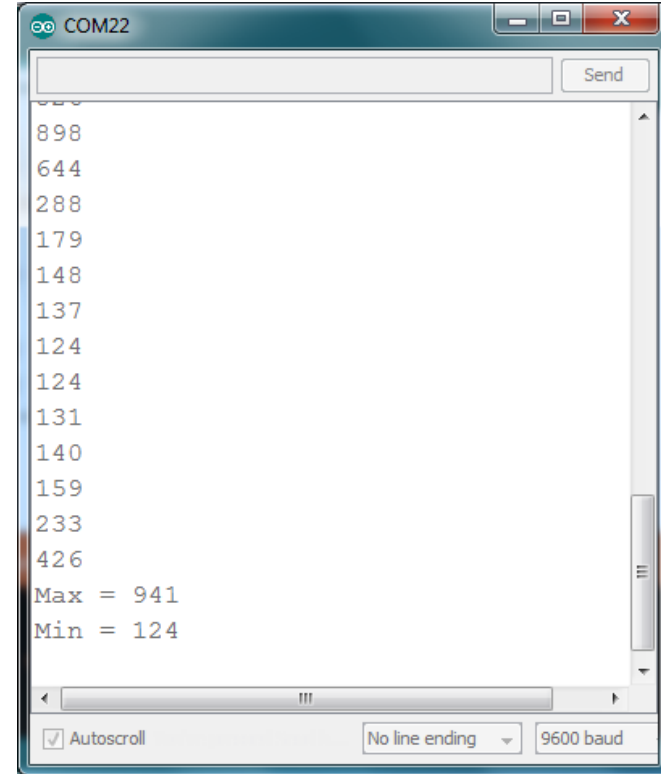 COM22
Send
898
644
288
179
148
137
124
124
131
140
159
233
426
Max = 941
Min = 124
Autoscroll
No line ending
9600 baud